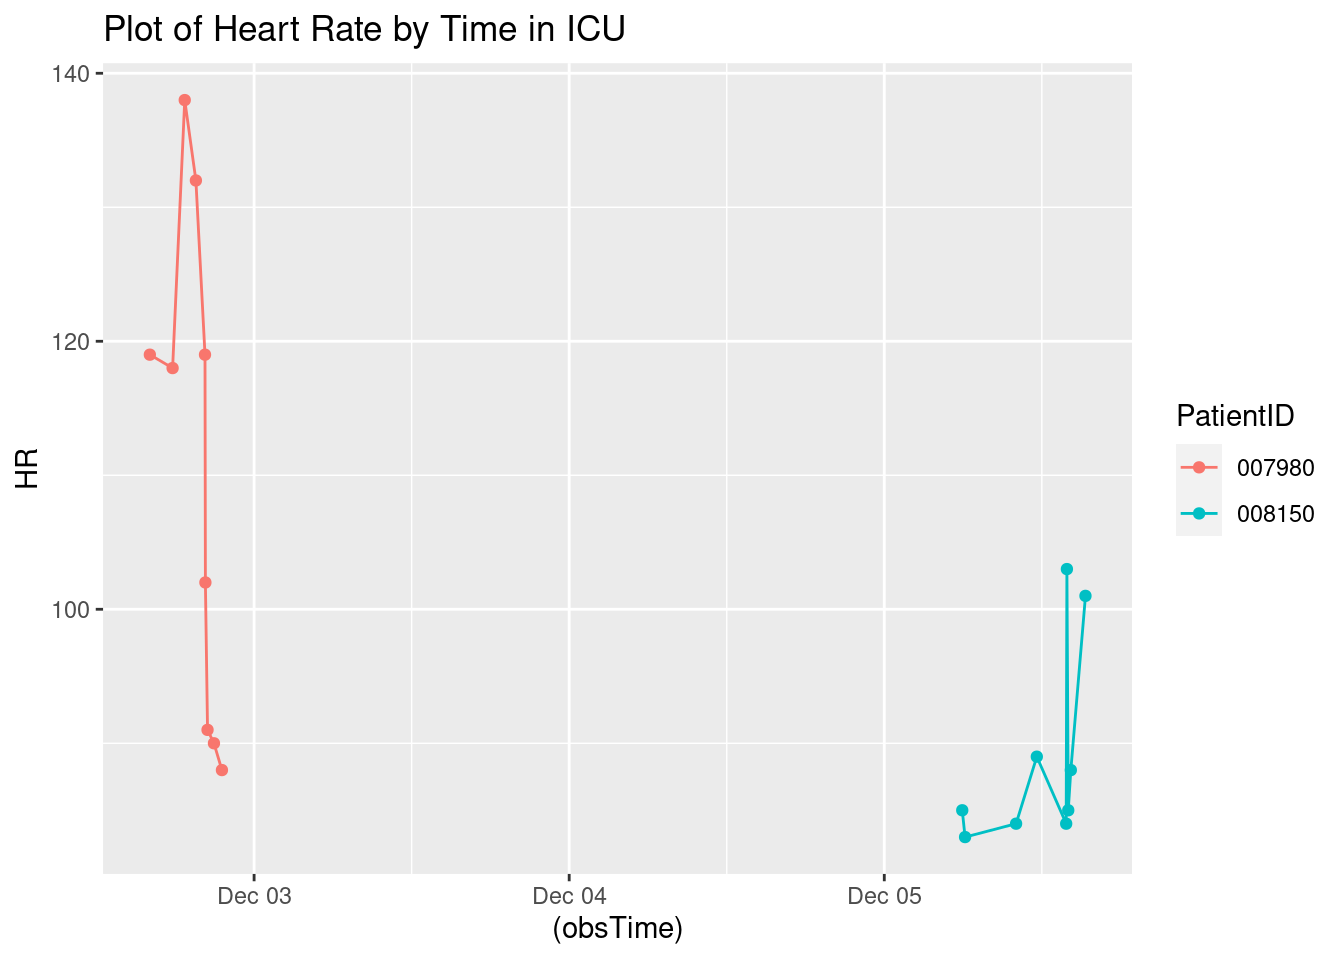 Plot of Heart Rate by Time in ICU
140
120
100
HR
Dec 03
Dec 04
Dec 05
(obsTime)
PatientID
007980
008150